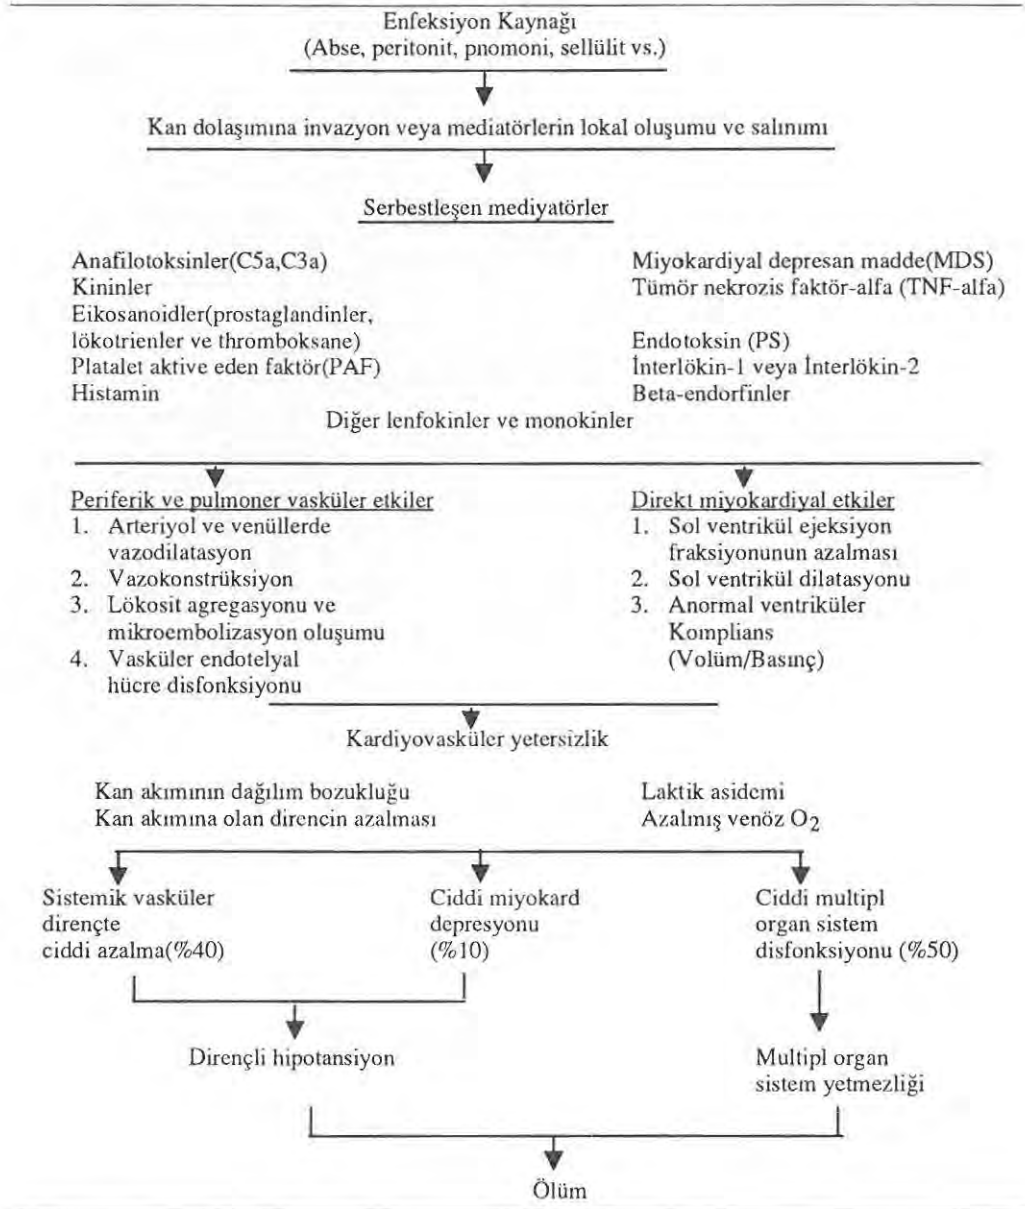 Enfeksiyon Kaynağı
(Abse, peritonit, pnomoni, sellülit vs.)
Kan dolaşımına invazyon veya mediatörlerin lokal oluşumu ve salınımı
Serbestleşen mediyatörler
Anafilotoksinler(C5a,C3a)
Kininler
Eikosanoidler(prostaglandinler,
lökotrienler ve thromboksane)
Platalet aktive eden faktör(PAF)
Histamin
Miyokardiyal depresan madde(MDS)
Tümör nekrozis faktör-alfa (TNF-alfa)
Endotoksin (PS)
İnterlökin-1 veya İnterlökin-2
Beta-endorfinler
Diğer lenfokinler ve monokinler
Periferik ve pulmoner vasküler etkiler
1. Arteriyol ve venüllerde
vazodilatasyon
2. Vazokonstrüksiyon
3. Lökosit agregasyonu ve
mikroembolizasyon oluşumu
4. Vasküler endotelyal
hücre disfonksiyonu
Direkt miyokardiyal etkiler
1. Sol ventrikül ejeksiyon
fraksiyonunun azalması
2. Sol ventrikül dilatasyonu
3. Anormal ventriküler
Komplians
(Volüm/Basınç)
Kardiyovasküler yetersizlik
Kan akımının dağılım bozukluğu
Kan akımına olan direncin azalması
Laktik asidemi
Azalmış venöz O2
Sistemik vasküler
dirençte
ciddi azalma(%40)
Ciddi miyokard
depresyonu
(%10)
Ciddi multipl
organ sistem
disfonksiyonu (%50)
Dirençli hipotansiyon
Multipl organ
sistem yetmezliği
Ölüm